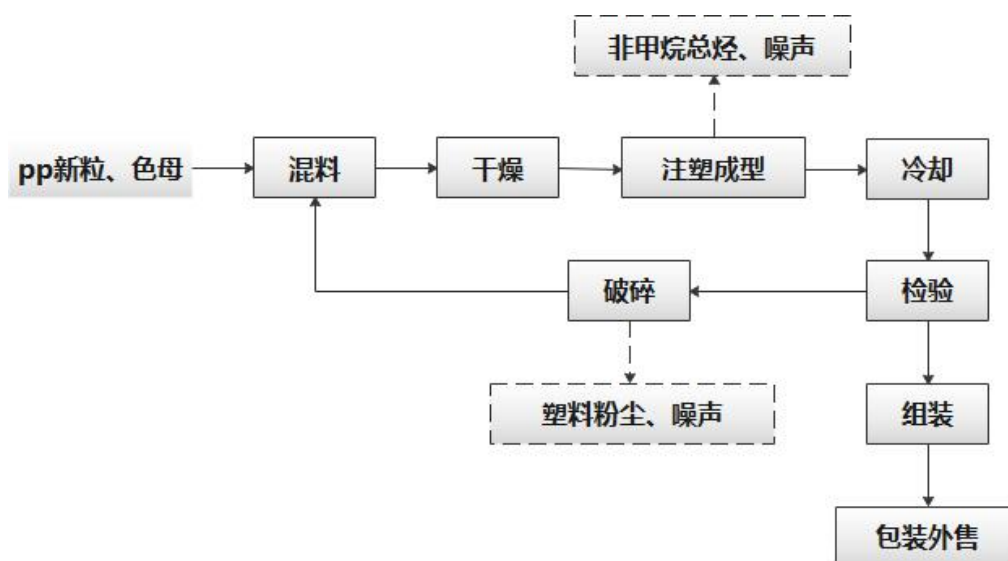 非甲烷总烃、噪声
pp新粒、色母
混料
干燥
注塑成型
冷却
破碎
检验
塑料粉尘、噪声
组装
包装外售